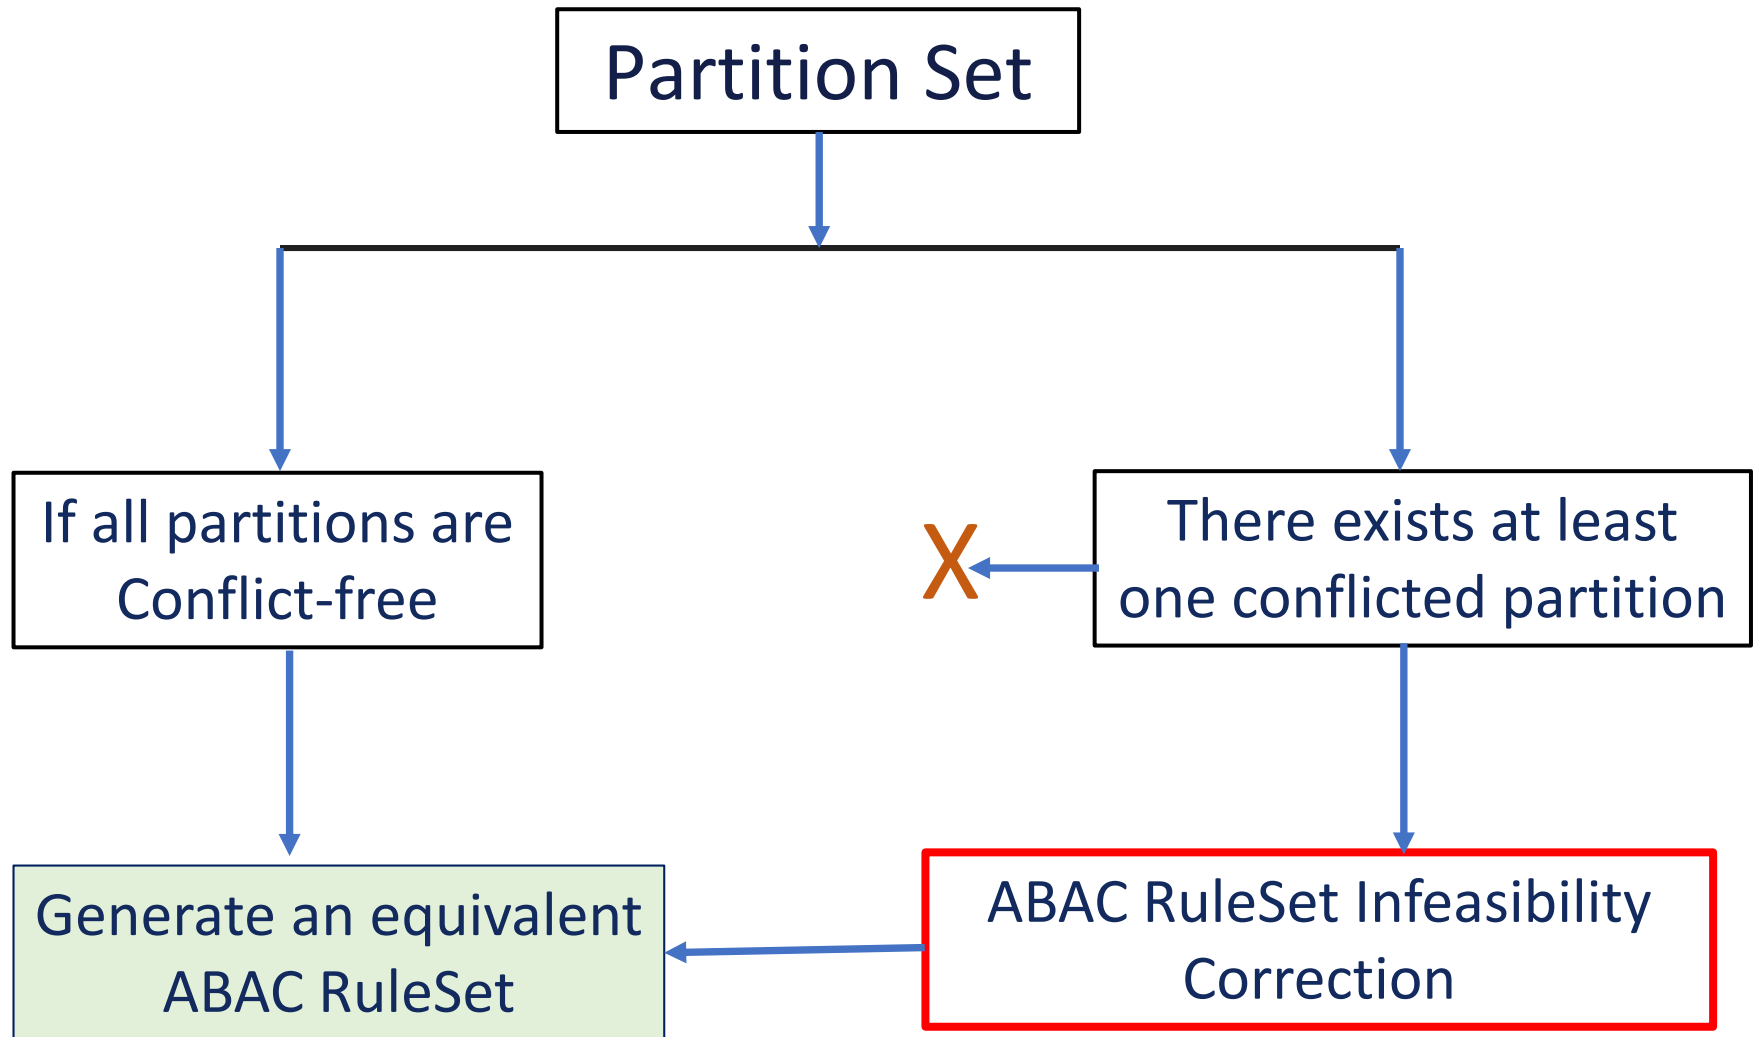 Partition Set
If all partitions are
Conflict-free
X
There exists at least
one conflicted partition
Generate an equivalent
ABAC RuleSet
ABAC RuleSet Infeasibility
Correction